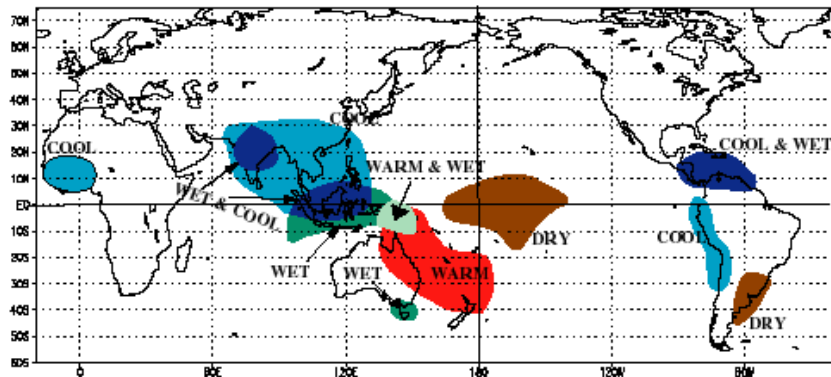 70N
60N
50N
40N
30N
20N
10N
EQ
10S
20S
30S
40S
50S
60S
COOL
COOL
COOL & WET
WARM & WET
WET & COOL
COOL
DRY
WET
WET
WARM
DRY
0
60E
120E
180
120W
60W